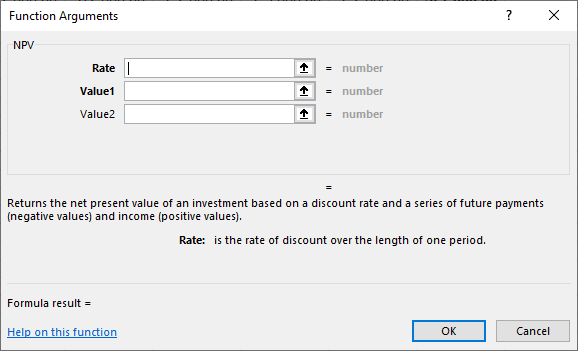 Function Arguments ? ×
NPV
Rate = number
Value1 = number
Value2 = number
=
Returns the net present value of an investment based on a discount rate and a series of future payments
(negative values) and income (positive values).
Rate: is the rate of discount over the length of one period.
Formula result =
Help on this function OK Cancel